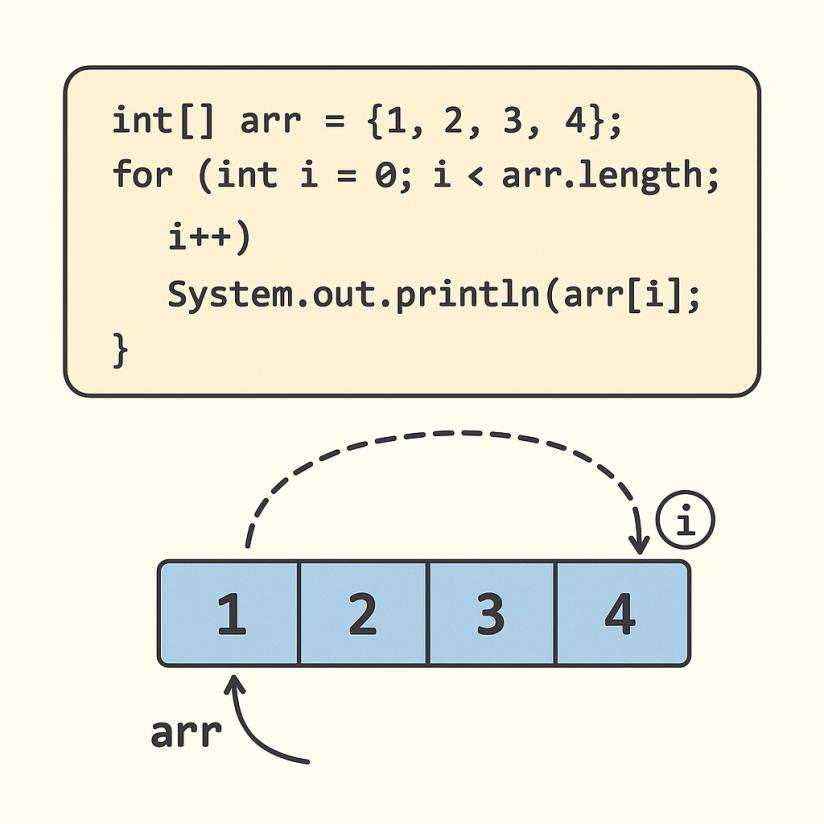 int[] arr = {1, 2, 3, 4};
for (int i = 0; i < arr.length;
i++)
System.out.println(arr[i];
}
i
1 2 3 4
arr